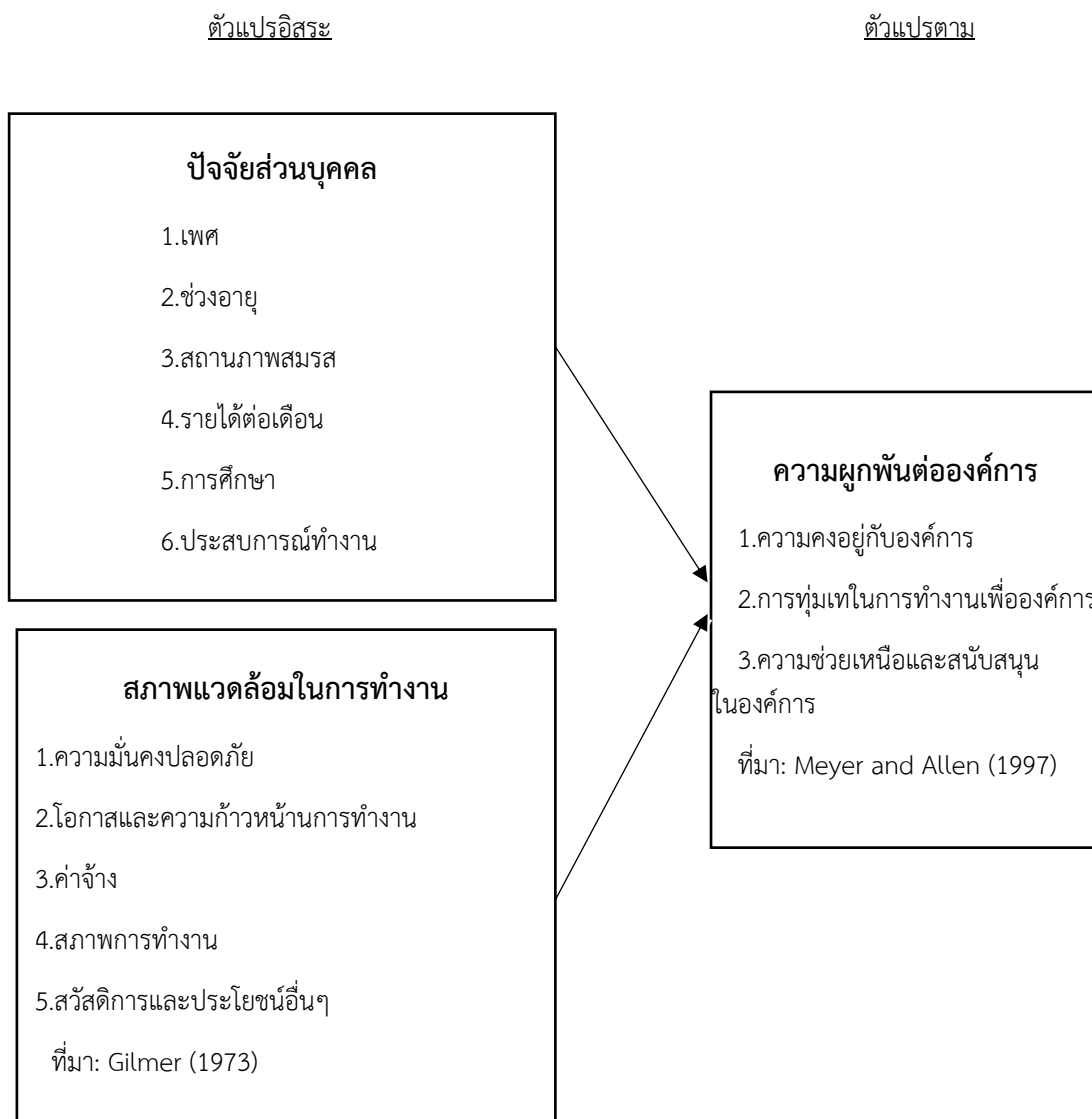 ตัวแปรอิสระ
ตัวแปรตาม
ปัจจัยส่วนบุคคล
1.เพศ
2.ช่วงอายุ
3.สถานภาพสมรส
4.รายได้ต่อเดือน
5.การศึกษา
6.ประสบการณ์ทำงาน
สภาพแวดล้อมในการทำงาน
1.ความมั่นคงปลอดภัย
2.โอกาสและความก้าวหน้านการทำงาน
3.ค่าจ้าง
4.สภาพการทำงาน
5.สวัสดิการและประโยชน์อื่นๆ
ที่มา: Gilmer (1973)
ความผูกพันต่อองค์การ
1.ความคงอยู่กับองค์การ
2.การทุ่มเทในการทำงานเพื่อองค์การ
3.ความช่วยเหนือและสนับสนุน
ในองค์การ
ที่มา: Meyer and Allen (1997)